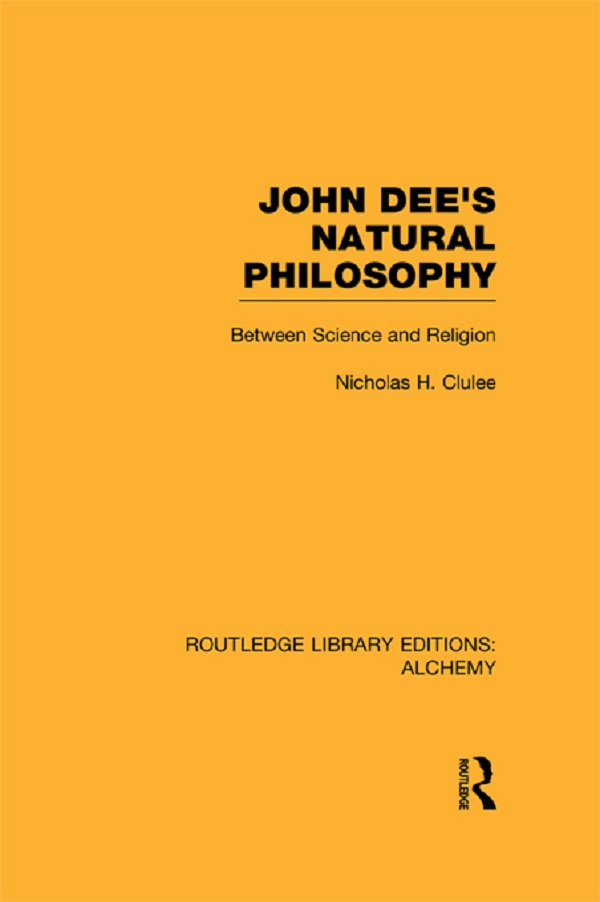 JOHN DEE'S
NATURAL
PHILOSOPHY
Between Science and Religion
Nicholas H. Clulee
ROUTLEDGE LIBRARY EDITIONS:
ALCHEMY
ROUTLEDGE